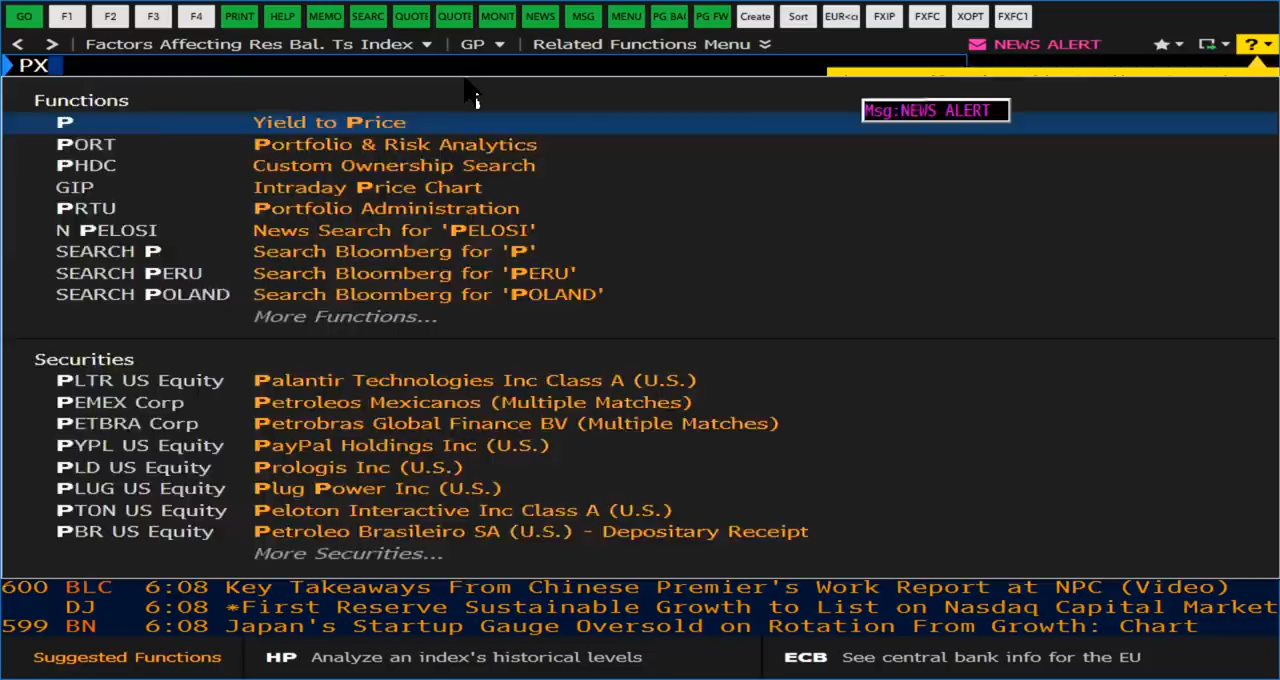 GO F1 F2 F3 F4 PRINT HELP MEMO SEARC QUOTE QUOTE MONIT NEWS MSG MENU PG BAC PG FW Create Sort EUR<cu FXIP FXFC XOPT FXFC1
< > Factors Affecting Res Bal. Ts Index GP Related Functions Menu NEWS ALERT ?
PX
Functions
Msg:NEWS ALERT
P Yield to Price
PORT Portfolio & Risk Analytics
PHDC Custom Ownership Search
GIP Intraday Price Chart
PRTU Portfolio Administration
N PELOSI News Search for 'PELOSI'
SEARCH P Search Bloomberg for 'P'
SEARCH PERU Search Bloomberg for 'PERU'
SEARCH POLAND Search Bloomberg for 'POLAND'
More Functions...
Securities
PLTR US Equity Palantir Technologies Inc Class A (U.S.)
PEMEX Corp Petroleos Mexicanos (Multiple Matches)
PETBRA Corp Petrobras Global Finance BV (Multiple Matches)
PYPL US Equity PayPal Holdings Inc (U.S.)
PLD US Equity Prologis Inc (U.S.)
PLUG US Equity Plug Power Inc (U.S.)
PTON US Equity Peloton Interactive Inc Class A (U.S.)
PBR US Equity Petroleo Brasileiro SA (U.S.) - Depositary Receipt
More Securities...
600 BLC 6:08 Key Takeaways From Chinese Premier's Work Report at NPC (Video)
DJ 6:08 *First Reserve Sustainable Growth to List on Nasdaq Capital Market
599 BN 6:08 Japan's Startup Gauge Oversold on Rotation From Growth: Chart
Suggested Functions HP Analyze an index's historical levels ECB See central bank info for the EU